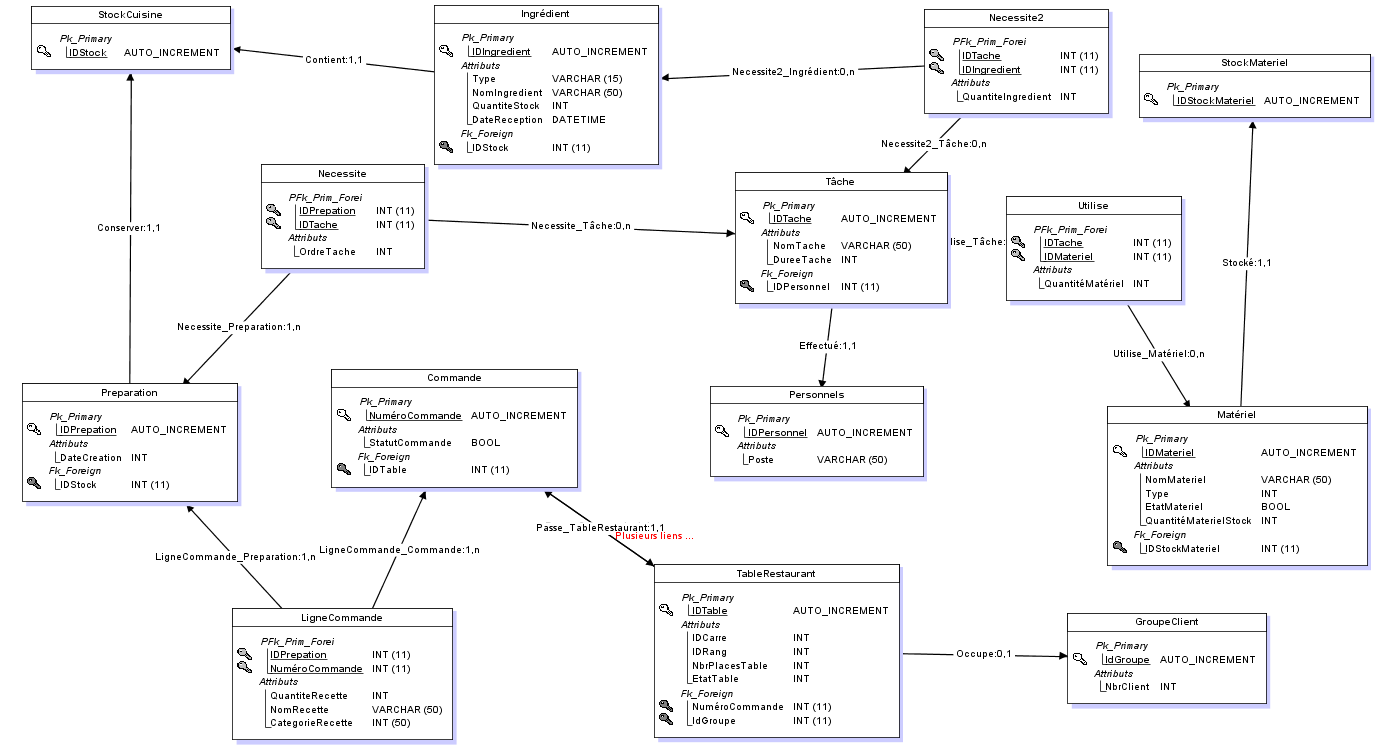 StockCuisine
Pk_Primary
IDStock AUTO_INCREMENT
Ingrédient
Pk_Primary
IDIngredient AUTO_INCREMENT
Attributs
Type VARCHAR (15)
NomIngredient VARCHAR (50)
QuantiteStock INT
DateReception DATETIME
Fk_Foreign
IDStock INT (11)
Necessite2
PFk_Prim_Forei
IDTache INT (11)
IDIngredient INT (11)
Attributs
QuantiteIngredient INT
StockMateriel
Pk_Primary
IDStockMateriel AUTO_INCREMENT
Contient:1,1
Necessite2_Ingrédient:0,n
Necessite2_Tâche:0,n
Necessite
PFk_Prim_Forei
IDPrepation INT (11)
IDTache INT (11)
Attributs
OrdreTache INT
Necessite_Tâche:0,n
Tâche
Pk_Primary
IDTache AUTO_INCREMENT
Attributs
NomTache VARCHAR (50)
DureeTache INT
Fk_Foreign
IDPersonnel INT (11)
lise_Tâche:
Utilise
PFk_Prim_Forei
IDTache INT (11)
IDMateriel INT (11)
Attributs
QuantitéMatériel INT
Conserver:1,1
Stocké:1,1
Necessite_Preparation:1,n
Effectué:1,1
Utilise_Matériel:0,n
Preparation
Pk_Primary
IDPrepation AUTO_INCREMENT
Attributs
DateCreation INT
Fk_Foreign
IDStock INT (11)
Commande
Pk_Primary
NuméroCommande AUTO_INCREMENT
Attributs
StatutCommande BOOL
Fk_Foreign
IDTable INT (11)
Personnels
Pk_Primary
IDPersonnel AUTO_INCREMENT
Attributs
Poste VARCHAR (50)
Matériel
Pk_Primary
IDMateriel AUTO_INCREMENT
Attributs
NomMateriel VARCHAR (50)
Type INT
EtatMateriel BOOL
QuantitéMaterielStock INT
Fk_Foreign
IDStockMateriel INT (11)
Passe_TableRestaurant:1,1
Plusieurs liens ...
LigneCommande_Preparation:1,n
LigneCommande_Commande:1,n
LigneCommande
PFk_Prim_Forei
IDPrepation INT (11)
NuméroCommande INT (11)
Attributs
QuantiteRecette INT
NomRecette VARCHAR (50)
CategorieRecette INT (50)
TableRestaurant
Pk_Primary
IDTable AUTO_INCREMENT
Attributs
IDCarre INT
IDRang INT
NbrPlacesTable INT
EtatTable INT
Fk_Foreign
NuméroCommande INT (11)
IdGroupe INT (11)
Occupe:0,1
GroupeClient
Pk_Primary
IdGroupe AUTO_INCREMENT
Attributs
NbrClient INT